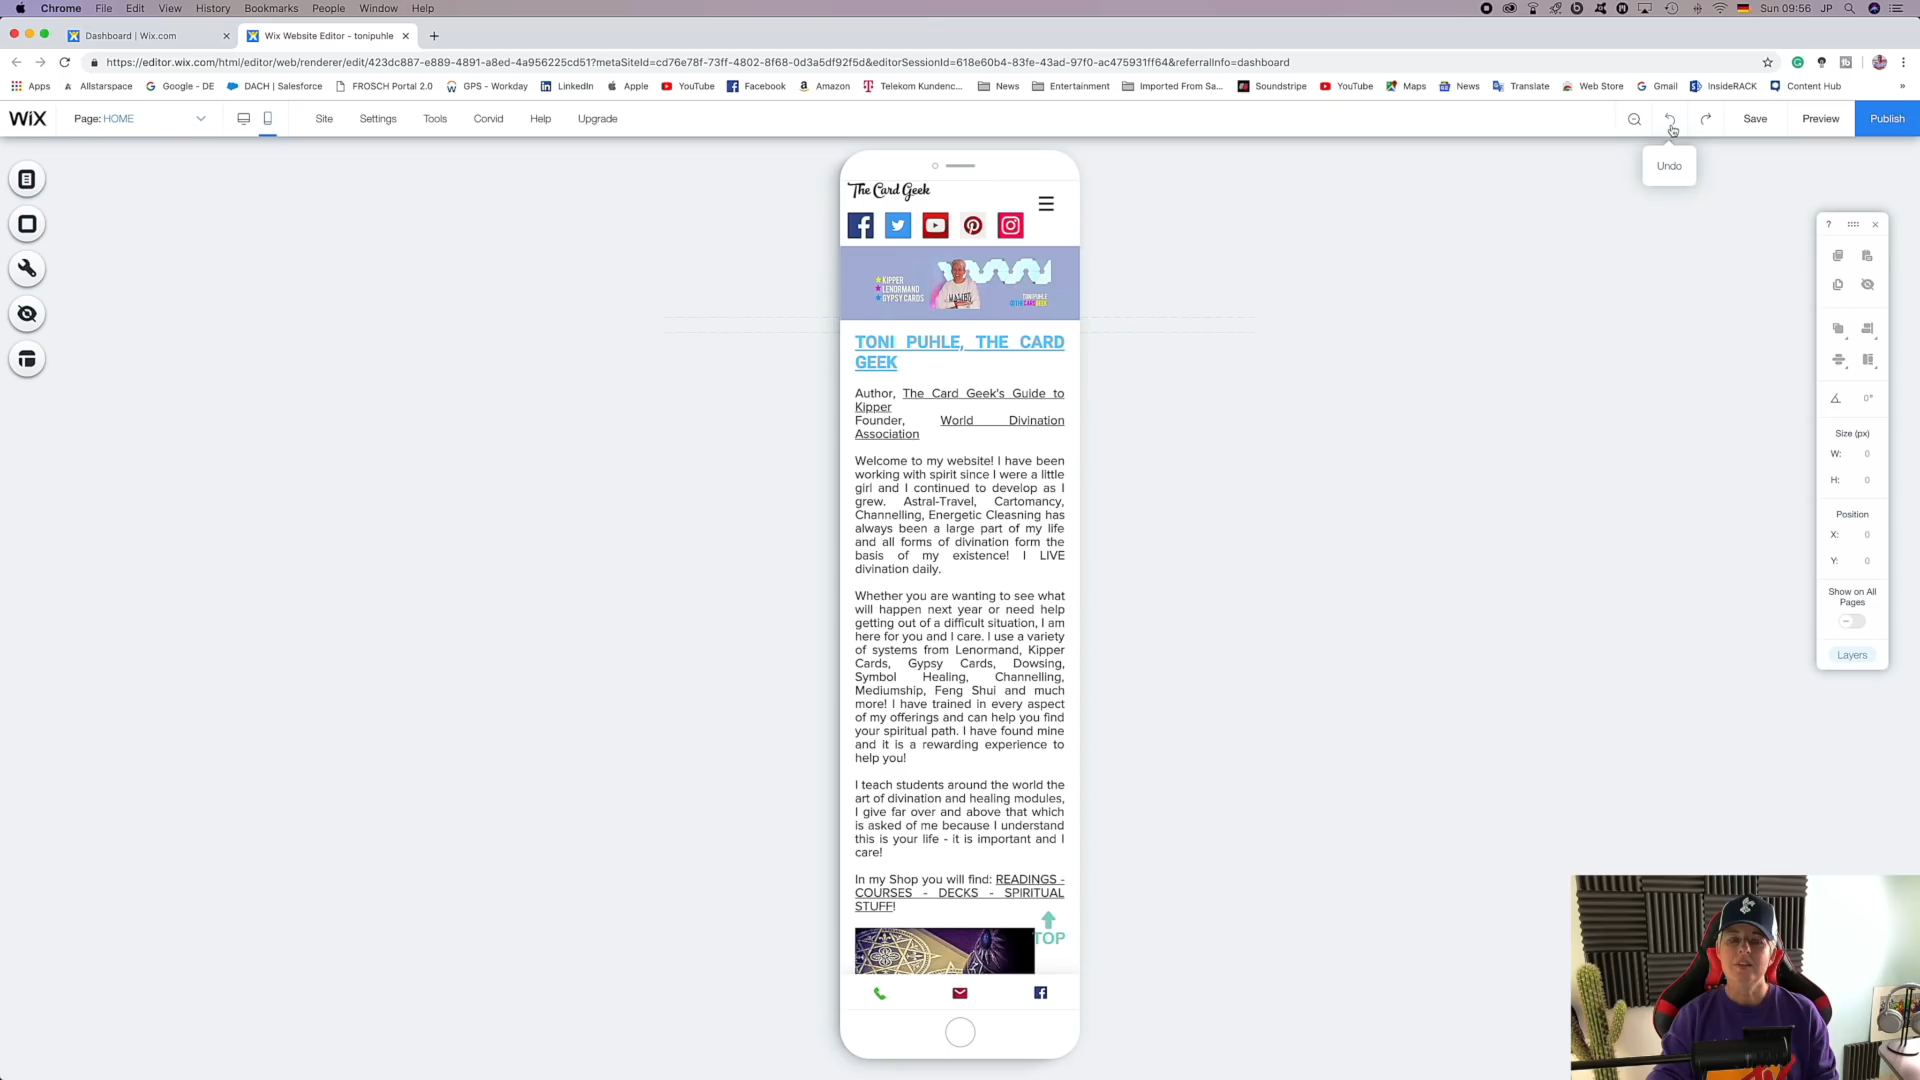 Chrome File Edit View History Bookmarks People Window Help
Sun 09:56 JP
Dashboard | Wix.com
Wix Website Editor - tonipuhle
https://editor.wix.com/html/editor/web/renderer/edit/423dc887-e889-4891-a8ed-4a956225cd51?metaSiteId=cd76e78f-73ff-4802-8f68-0d3a5df92f5d&editorSessionId=618e60b4-83fe-43ad-97f0-ac475931ff64&referralInfo=dashboard
Apps Allstarspace Google - DE DACH | Salesforce FROSCH Portal 2.0 GPS - Workday LinkedIn Apple YouTube Facebook Amazon Telekom Kundenc... News Entertainment Imported From Sa... Soundstripe YouTube Maps News Translate Web Store Gmail InsideRACK Content Hub »
WiX Page: HOME Site Settings Tools Corvid Help Upgrade Save Preview Publish
Undo
The Card Geek
KIPPER
LENORMAND
GYPSY CARDS
MAMBO
TONIPUHLE
@THECARDGEEK
TONI PUHLE, THE CARD
GEEK
Author, The Card Geek's Guide to
Kipper
Founder, World Divination
Association
Welcome to my website! I have been
working with spirit since I were a little
girl and I continued to develop as I
grew. Astral-Travel, Cartomancy,
Channelling, Energetic Cleasning has
always been a large part of my life
and all forms of divination form the
basis of my existence! I LIVE
divination daily.
Whether you are wanting to see what
will happen next year or need help
getting out of a difficult situation, I am
here for you and I care. I use a variety
of systems from Lenormand, Kipper
Cards, Gypsy Cards, Dowsing,
Symbol Healing, Channelling,
Mediumship, Feng Shui and much
more! I have trained in every aspect
of my offerings and can help you find
your spiritual path. I have found mine
and it is a rewarding experience to
help you!
I teach students around the world the
art of divination and healing modules,
I give far over and above that which
is asked of me because I understand
this is your life - it is important and I
care!
In my Shop you will find: READINGS -
COURSES - DECKS - SPIRITUAL
STUFF!
TOP
?
0°
Size (px)
W: 0
H: 0
Position
X: 0
Y: 0
Show on All
Pages
Layers